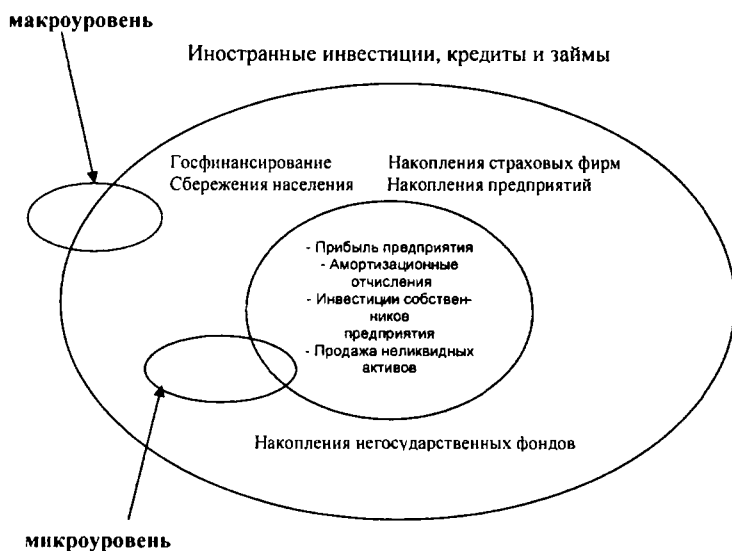 макроуровень
Иностранные инвестиции, кредиты и займы
Госфинансирование
Сбережения населения
Накопления страховых фирм
Накопления предприятий
- Прибыль предприятия
- Амортизационные
отчисления
- Инвестиции собствен-
ников
предприятия
- Продажа неликвидных
активов
Накопления негосударственных фондов
микроуровень